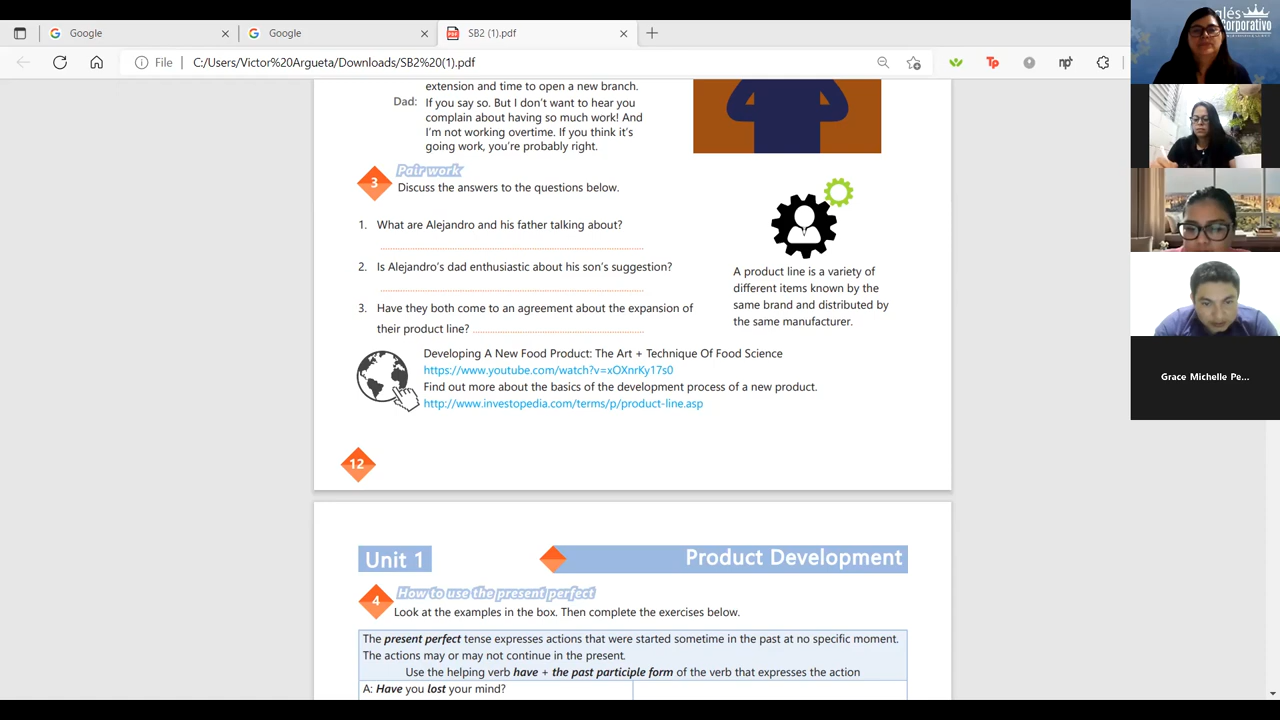 Google
Google
SB2 (1).pdf
File
C:/Users/Victor%20Argueta/Downloads/SB2%20(1).pdf
extension and time to open a new branch.
Dad: If you say so. But I don't want to hear you
complain about having so much work! And
I'm not working overtime. If you think it's
going work, you're probably right.
3
Pair work
Discuss the answers to the questions below.
1. What are Alejandro and his father talking about?
2. Is Alejandro's dad enthusiastic about his son's suggestion?
3. Have they both come to an agreement about the expansion of
their product line?
A product line is a variety of
different items known by the
same brand and distributed by
the same manufacturer.
Developing A New Food Product: The Art + Technique Of Food Science
https://www.youtube.com/watch?v=xOXnrKy17s0
Find out more about the basics of the development process of a new product.
http://www.investopedia.com/terms/p/product-line.asp
12
Unit 1
Product Development
4
How to use the present perfect
Look at the examples in the box. Then complete the exercises below.
The present perfect tense expresses actions that were started sometime in the past at no specific moment.
The actions may or may not continue in the present.
Use the helping verb have + the past participle form of the verb that expresses the action
A: Have you lost your mind?
Grace Michelle Pe...